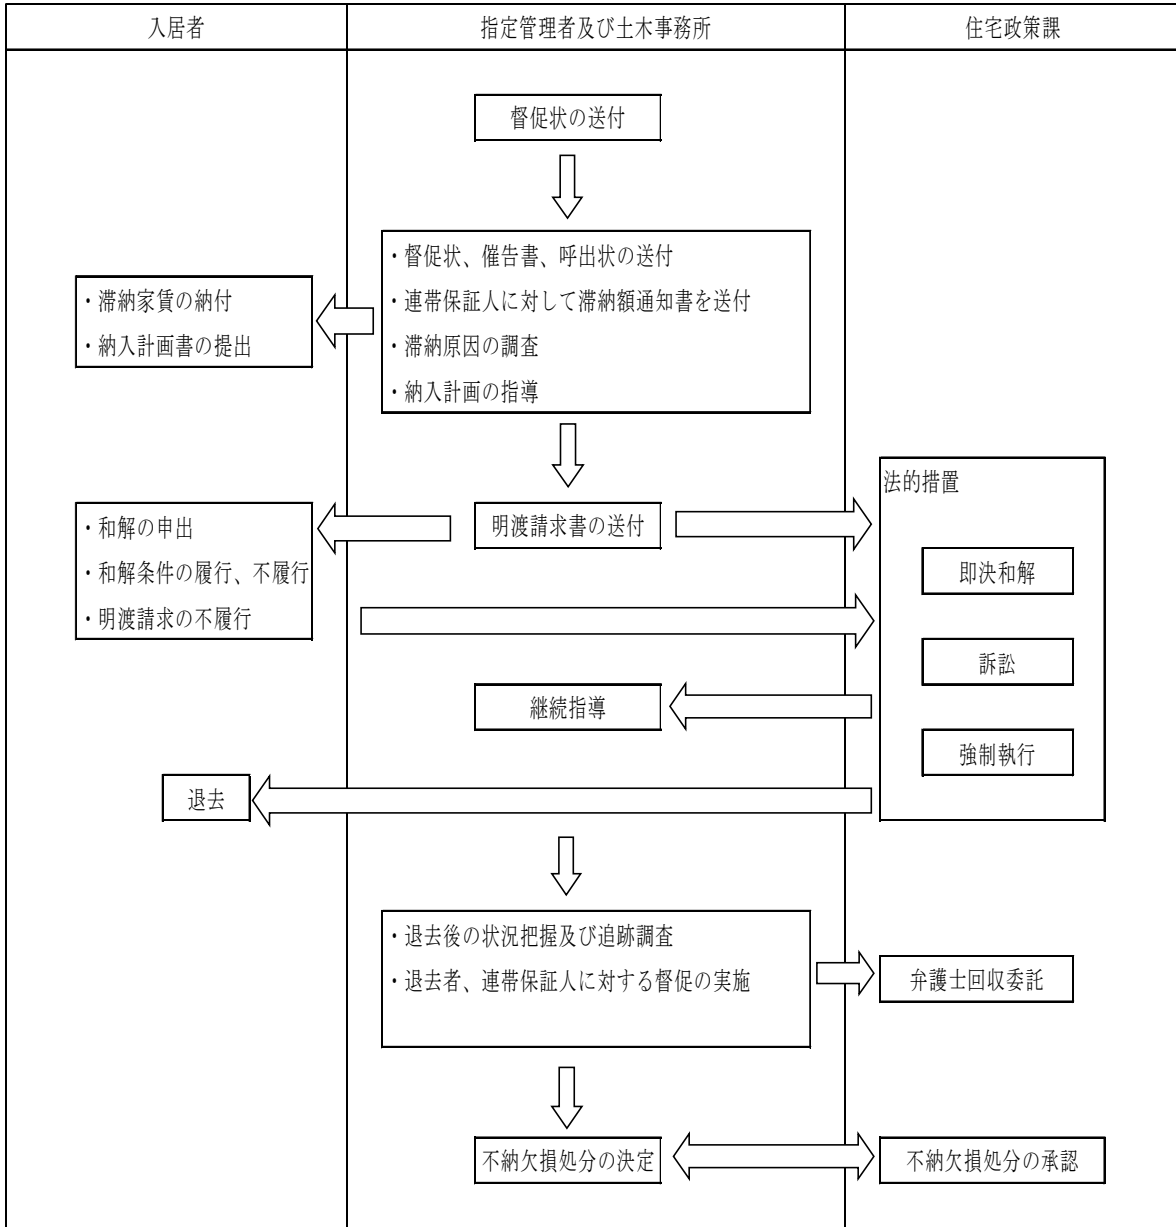 入居者
指定管理者及び土木事務所
住宅政策課
督促状の送付
・督促状、催告書、呼出状の送付
・連帯保証人に対して滞納額通知書を送付
・滞納原因の調査
・納入計画の指導
・滞納家賃の納付
・納入計画書の提出
明渡請求書の送付
・和解の申出
・和解条件の履行、不履行
・明渡請求の不履行
法的措置
即決和解
訴訟
強制執行
継続指導
退去
・退去後の状況把握及び追跡調査
・退去者、連帯保証人に対する督促の実施
弁護士回収委託
不納欠損処分の決定
不納欠損処分の承認